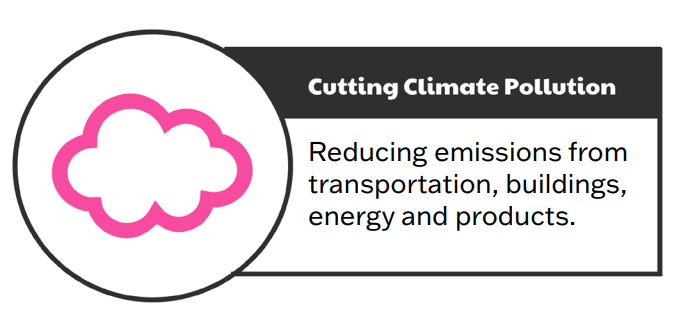 Cutting Climate Pollution
Reducing emissions from
transportation, buildings,
energy and products.